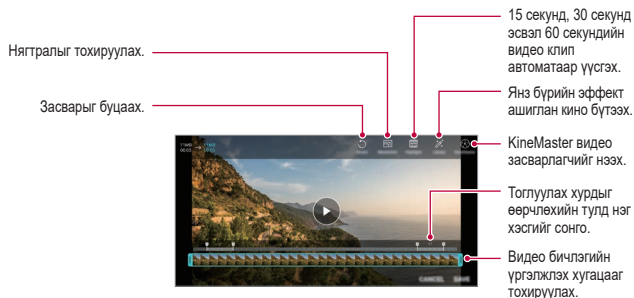 Нягтралыг тохируулах.
Засварыг буцаах.
15 секунд, 30 секунд
эсвэл 60 секундийн
видео клип
автоматаар үүсгэх.
Янз бүрийн эффект
ашиглан кино бүтээх.
KineMaster видео
засварлагчийг нээх.
Тоглуулах хурдыг
өөрчлөхийн тулд нэг
хэсгийг сонго.
Видео бичлэгийн
үргэлжлэх хугацааг
тохируулах.
CANCEL SAVE